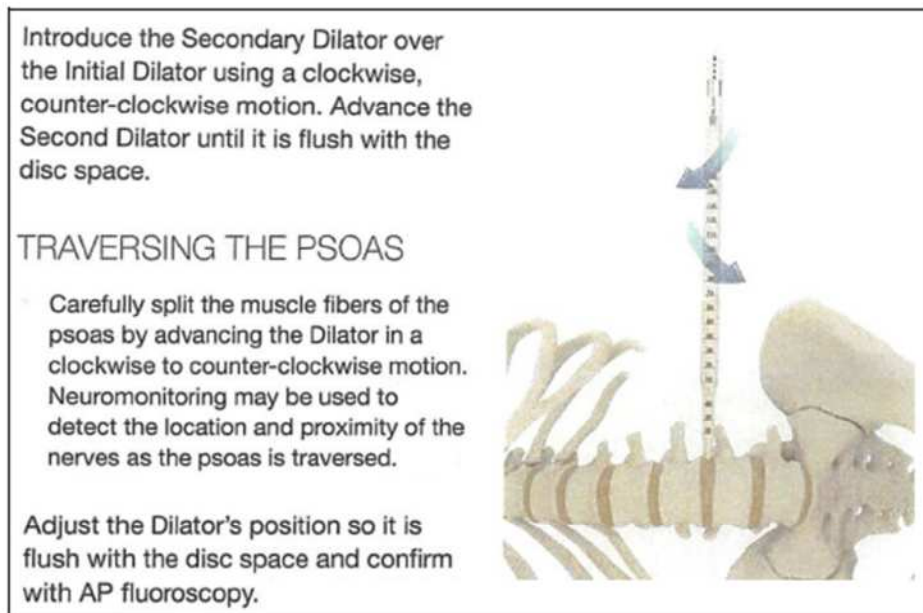 Introduce the Secondary Dilator over
the Initial Dilator using a clockwise,
counter-clockwise motion. Advance the
Second Dilator until it is flush with the
disc space.
TRAVERSING THE PSOAS
Carefully split the muscle fibers of the
psoas by advancing the Dilator in a
clockwise to counter-clockwise motion.
Neuromonitoring may be used to
detect the location and proximity of the
nerves as the psoas is traversed.
Adjust the Dilator's position so it is
flush with the disc space and confirm
with AP fluoroscopy.